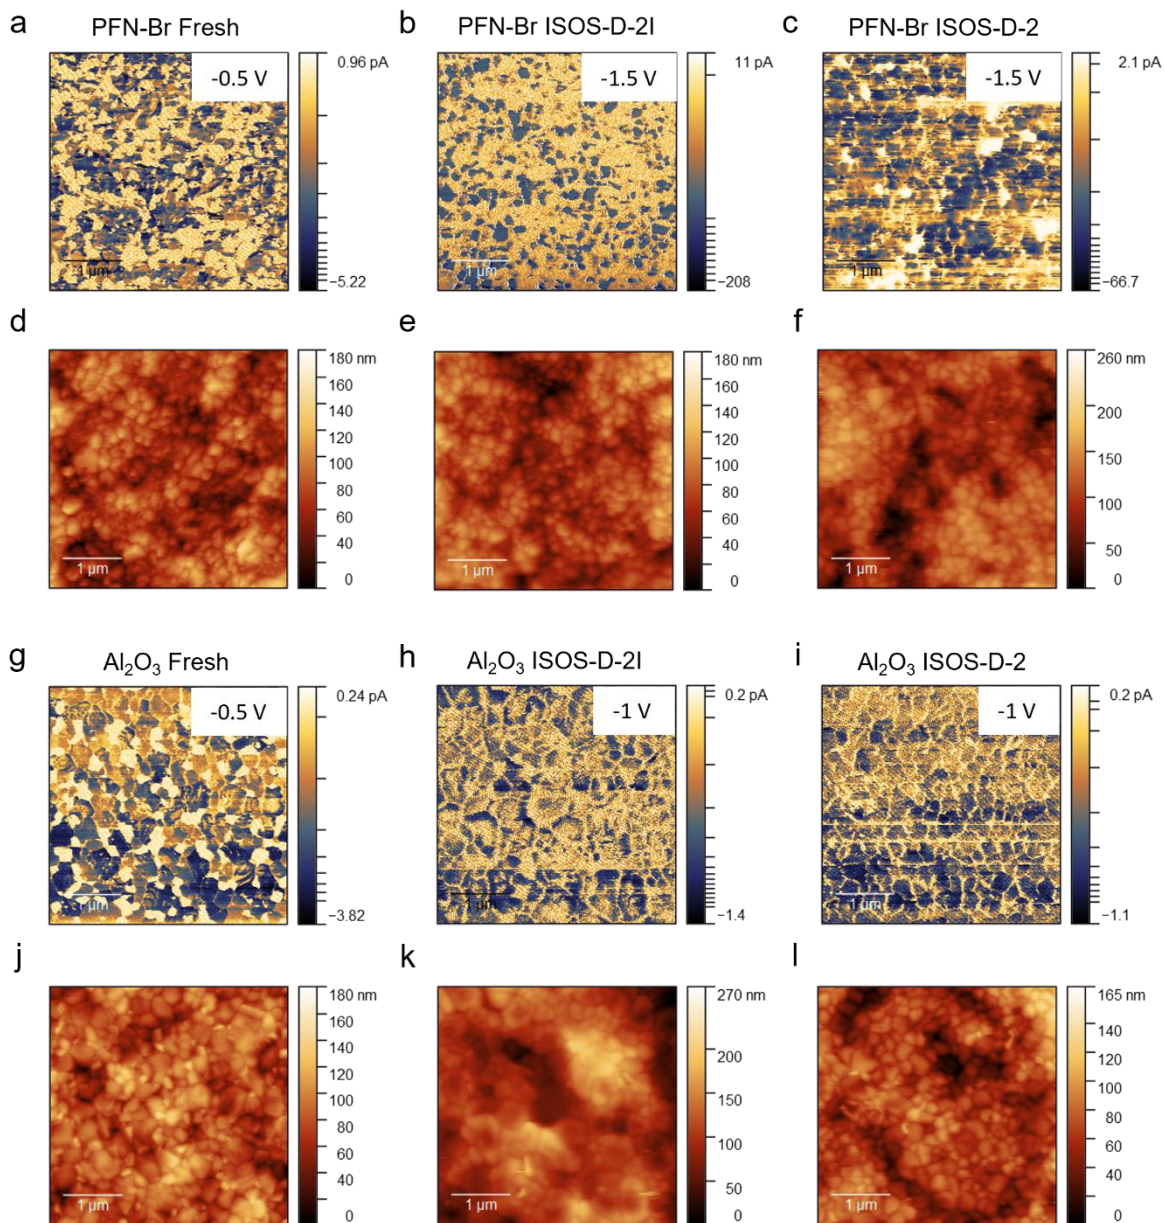 a
PFN-Br Fresh
-0.5 V
0.96 pA
−5.22
1 µm
b
PFN-Br ISOS-D-2I
-1.5 V
11 pA
−208
1 µm
c
PFN-Br ISOS-D-2
-1.5 V
2.1 pA
−66.7
1 µm
d
180 nm
160
140
120
100
80
60
40
0
1 µm
e
180 nm
160
140
120
100
80
60
40
0
1 µm
f
260 nm
200
150
100
50
0
1 µm
g
Al₂O₃ Fresh
-0.5 V
0.24 pA
−3.82
1 µm
h
Al₂O₃ ISOS-D-2I
-1 V
0.2 pA
−1.4
1 µm
i
Al₂O₃ ISOS-D-2
-1 V
0.2 pA
−1.1
1 µm
j
180 nm
160
140
120
100
80
60
40
0
1 µm
k
270 nm
200
150
100
50
0
1 µm
l
165 nm
140
120
100
80
60
40
0
1 µm